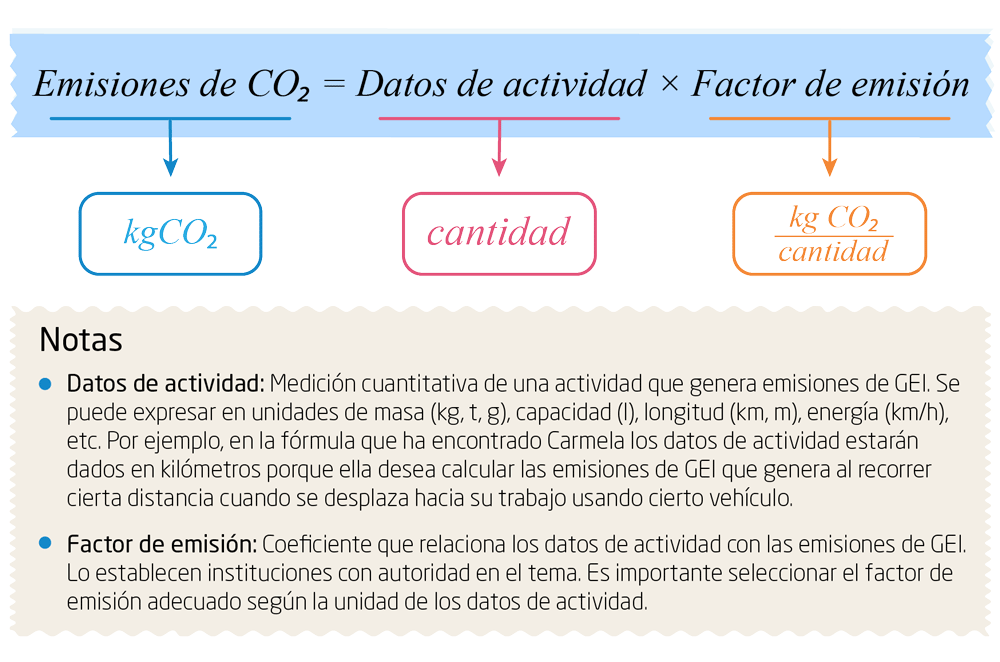 Emisiones de CO₂ = Datos de actividad × Factor de emisión
kgCO₂
cantidad
kg CO₂
cantidad
Notas
• Datos de actividad: Medición cuantitativa de una actividad que genera emisiones de GEI. Se
puede expresar en unidades de masa (kg, t, g), capacidad (l), longitud (km, m), energía (km/h),
etc. Por ejemplo, en la fórmula que ha encontrado Carmela los datos de actividad estarán
dados en kilómetros porque ella desea calcular las emisiones de GEI que genera al recorrer
cierta distancia cuando se desplaza hacia su trabajo usando cierto vehículo.
• Factor de emisión: Coeficiente que relaciona los datos de actividad con las emisiones de GEI.
Lo establecen instituciones con autoridad en el tema. Es importante seleccionar el factor de
emisión adecuado según la unidad de los datos de actividad.